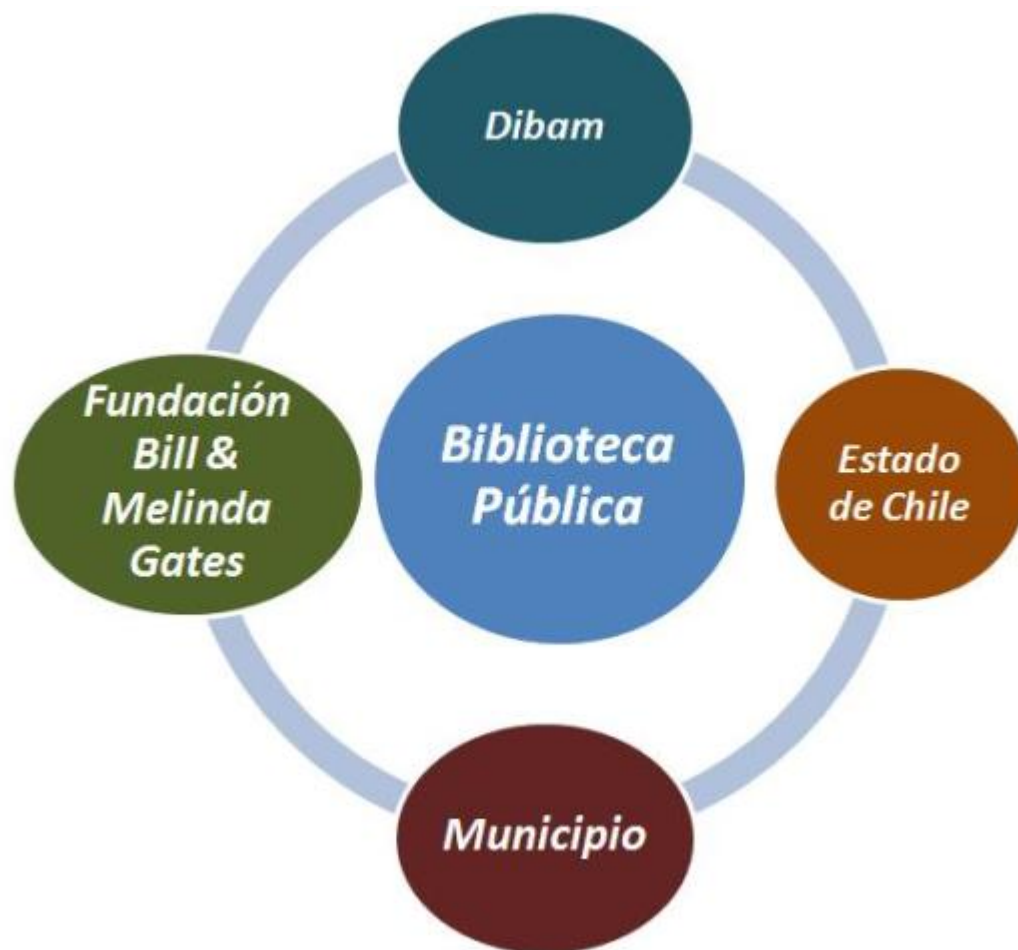 Dibam
Fundación
Bill &
Melinda
Gates
Biblioteca
Pública
Estado
de Chile
Municipio